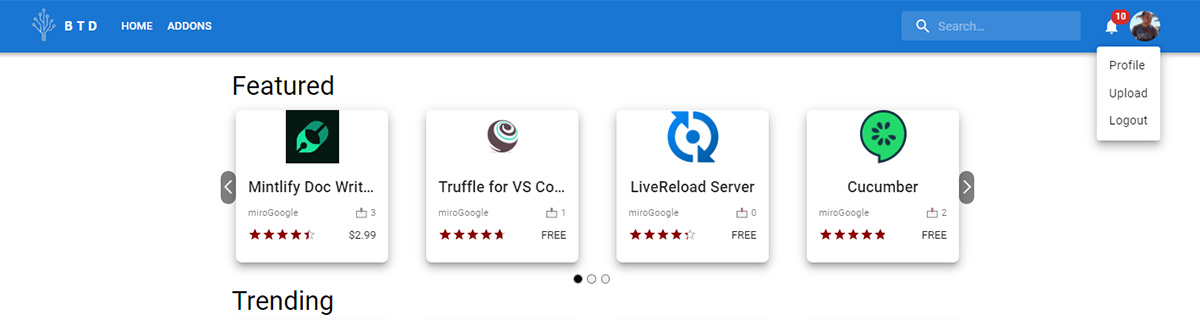 BTD HOME ADDONS Search... 10
Profile
Upload
Logout
Featured
Mintlify Doc Writ...
miroGoogle 3
$2.99
Truffle for VS Co...
miroGoogle 1
FREE
LiveReload Server
miroGoogle 0
FREE
Cucumber
miroGoogle 2
FREE
Trending